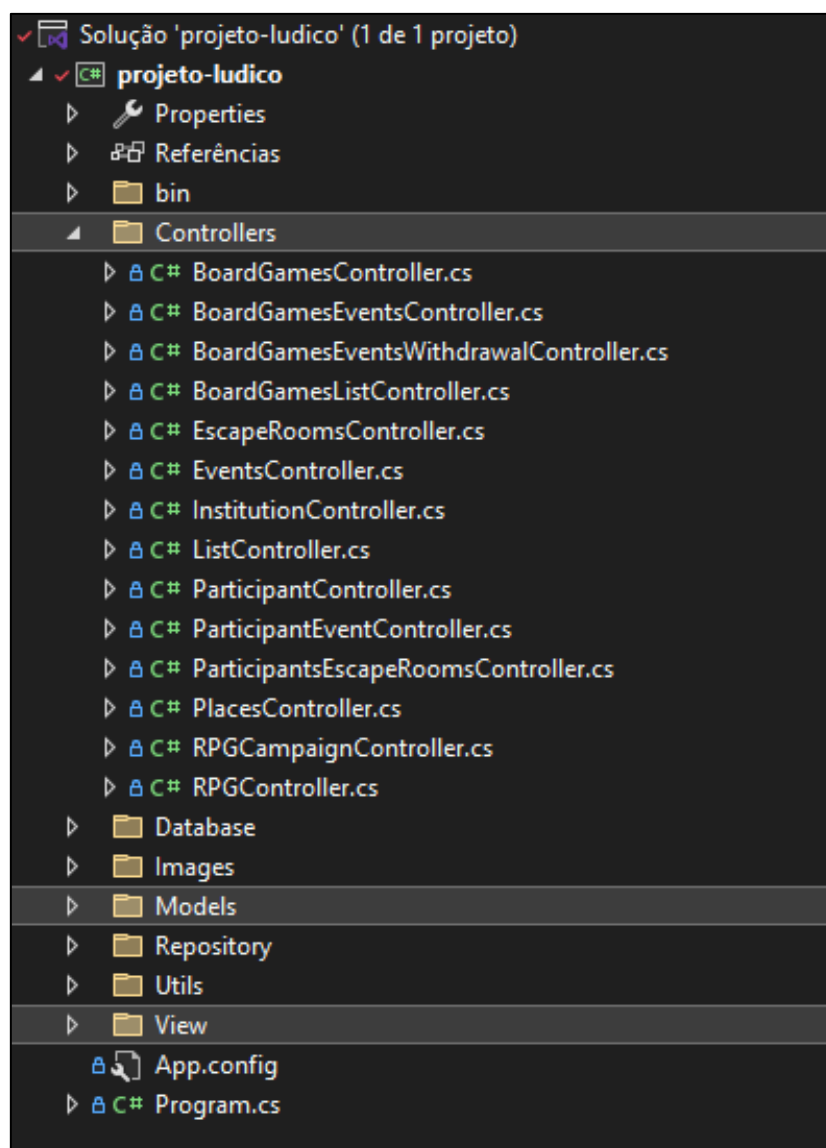 Solução 'projeto-ludico' (1 de 1 projeto)
C# projeto-ludico
Properties
Referências
bin
Controllers
C# BoardGamesController.cs
C# BoardGamesEventsController.cs
C# BoardGamesEventsWithdrawalController.cs
C# BoardGamesListController.cs
C# EscapeRoomsController.cs
C# EventsController.cs
C# InstitutionController.cs
C# ListController.cs
C# ParticipantController.cs
C# ParticipantEventController.cs
C# ParticipantsEscapeRoomsController.cs
C# PlacesController.cs
C# RPGCampaignController.cs
C# RPGController.cs
Database
Images
Models
Repository
Utils
View
App.config
C# Program.cs